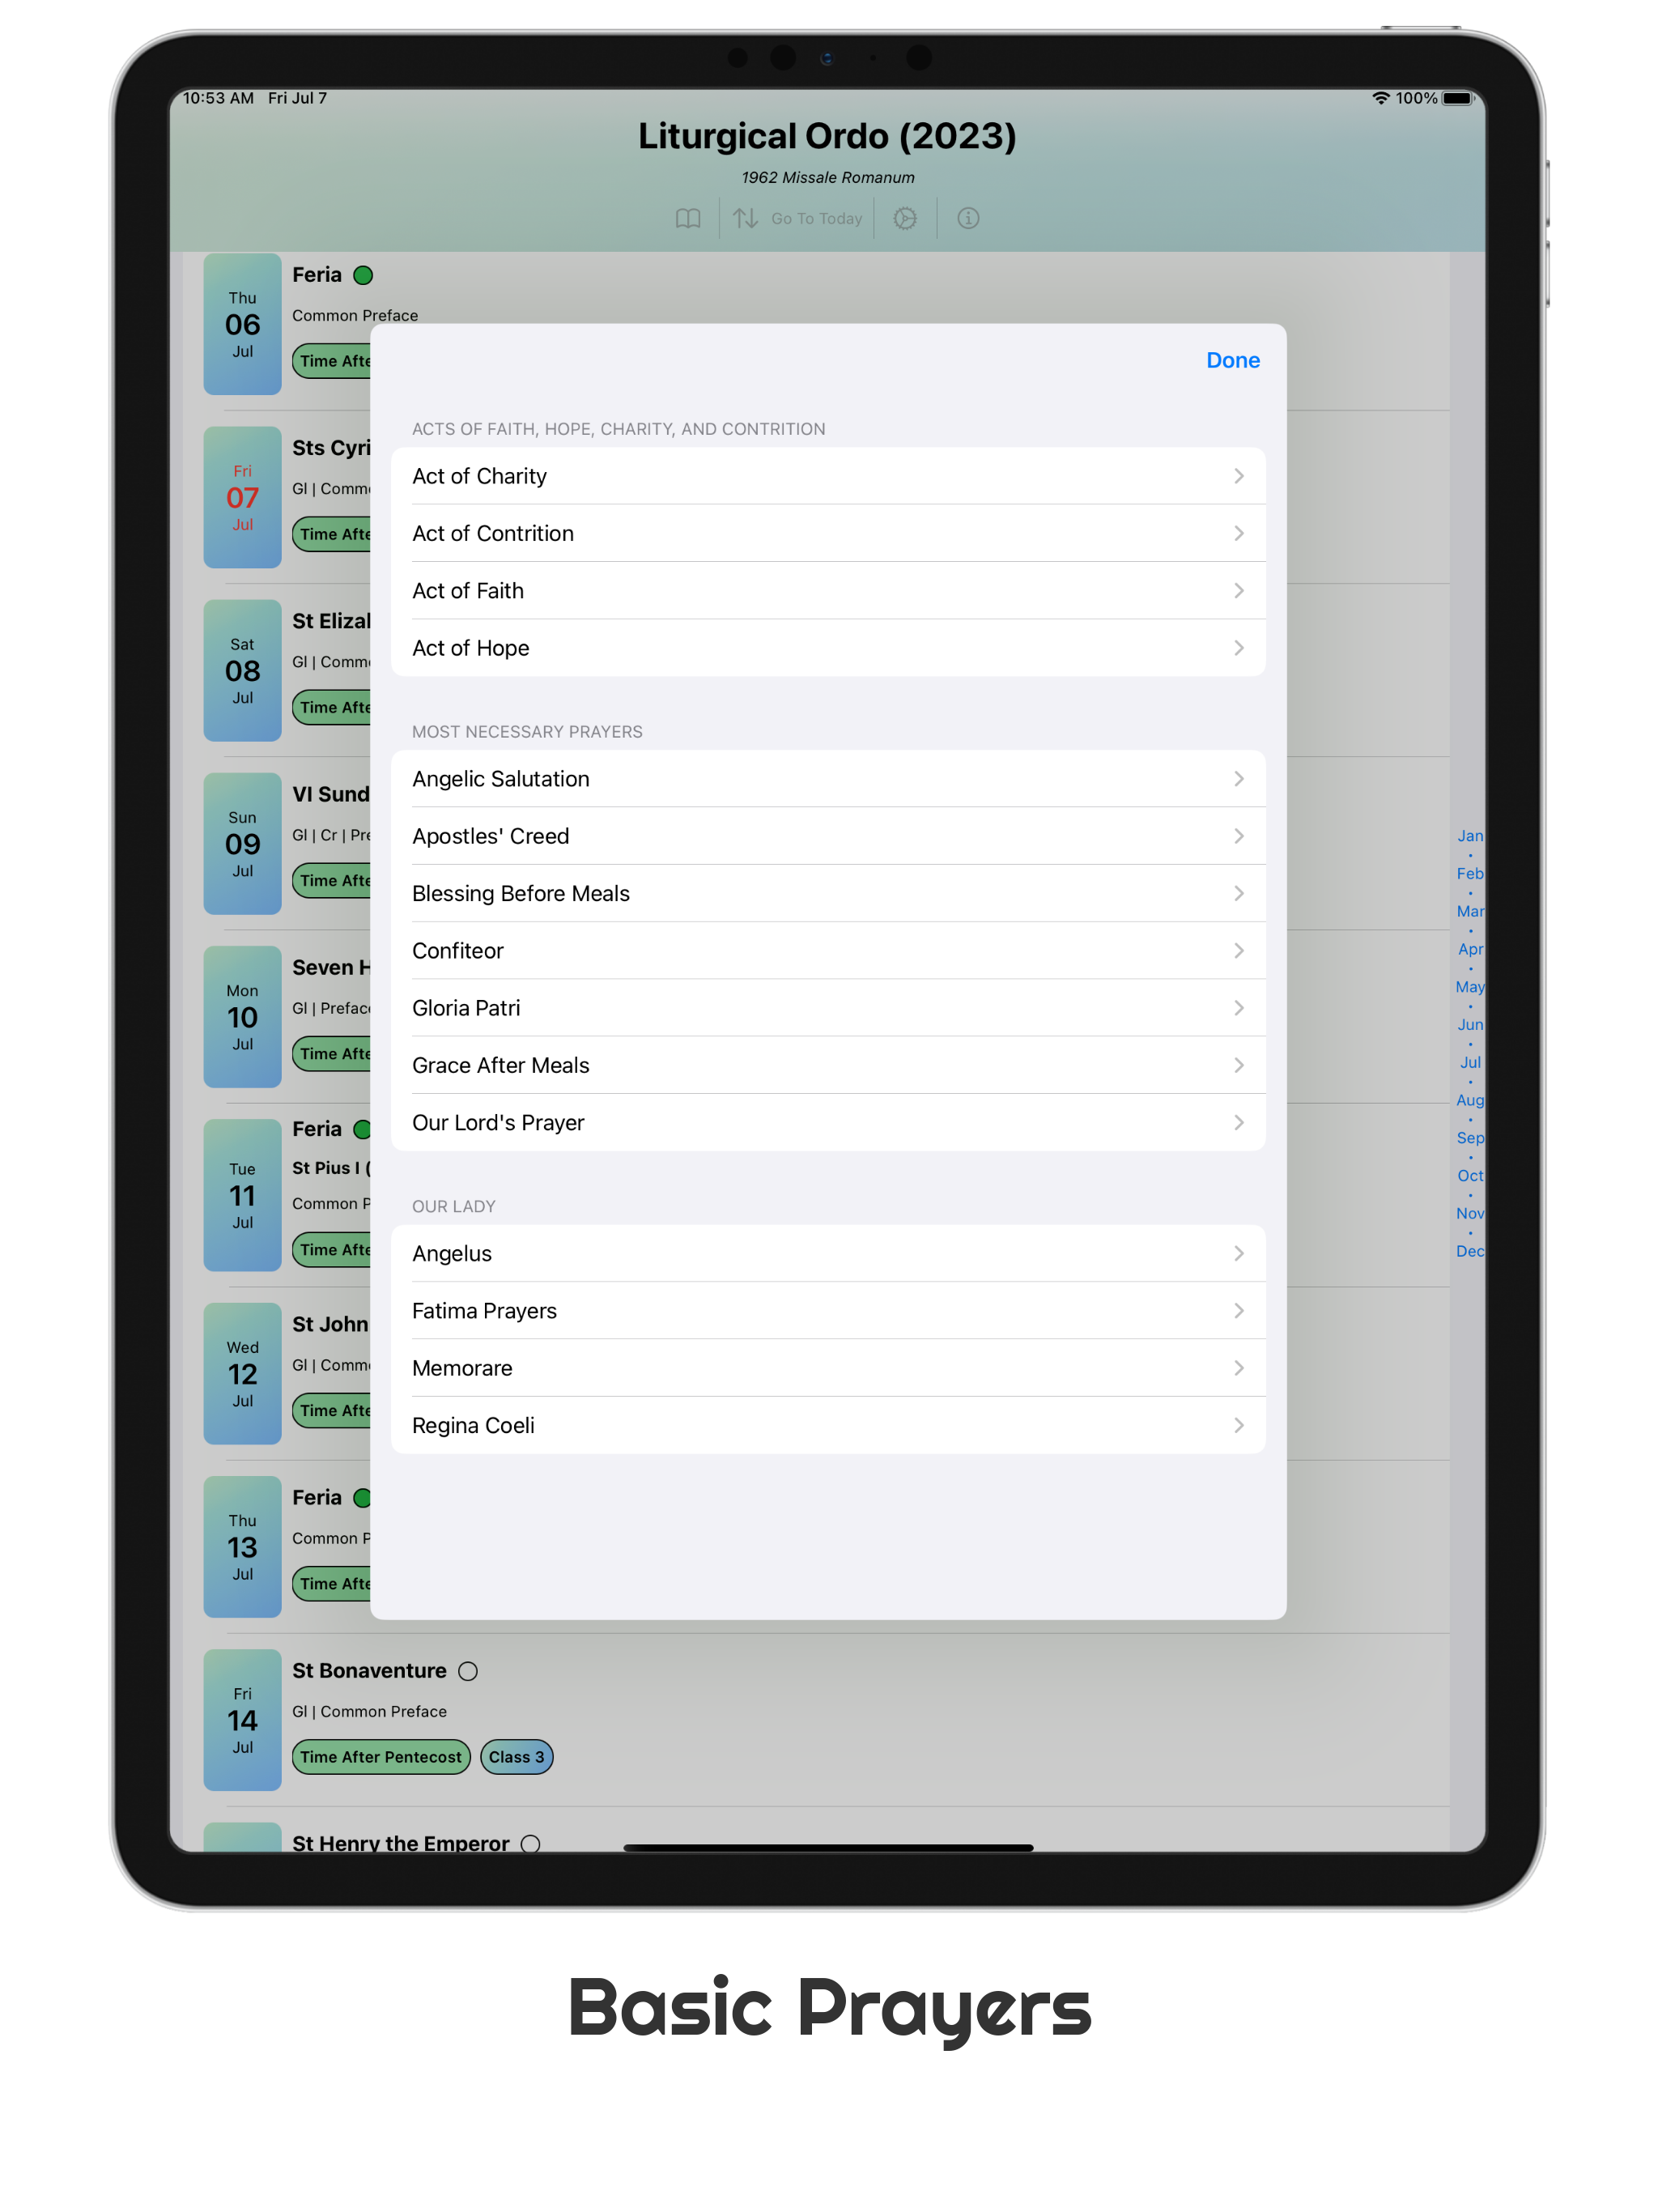 10:53 AM Fri Jul 7
100%
Liturgical Ordo (2023)
1962 Missale Romanum
Go To Today
Thu
06
Jul
Feria
Common Preface
Time Afte
Fri
07
Jul
Sts Cyri
Gl | Comm
Time Afte
Sat
08
Jul
St Eliza
Gl | Comm
Time Afte
Sun
09
Jul
VI Sund
Gl | Cr | Pre
Time Afte
Mon
10
Jul
Seven H
Gl | Preface
Time Afte
Tue
11
Jul
Feria
St Pius I (
Common P
Time Afte
Wed
12
Jul
St John
Gl | Comm
Time Afte
Thu
13
Jul
Feria
Common P
Time Afte
Fri
14
Jul
St Bonaventure
Gl | Common Preface
Time After Pentecost
Class 3
St Henry the Emperor
Done
ACTS OF FAITH, HOPE, CHARITY, AND CONTRITION
Act of Charity
Act of Contrition
Act of Faith
Act of Hope
MOST NECESSARY PRAYERS
Angelic Salutation
Apostles' Creed
Blessing Before Meals
Confiteor
Gloria Patri
Grace After Meals
Our Lord's Prayer
OUR LADY
Angelus
Fatima Prayers
Memorare
Regina Coeli
Jan
Feb
Mar
Apr
May
Jun
Jul
Aug
Sep
Oct
Nov
Dec
Basic Prayers